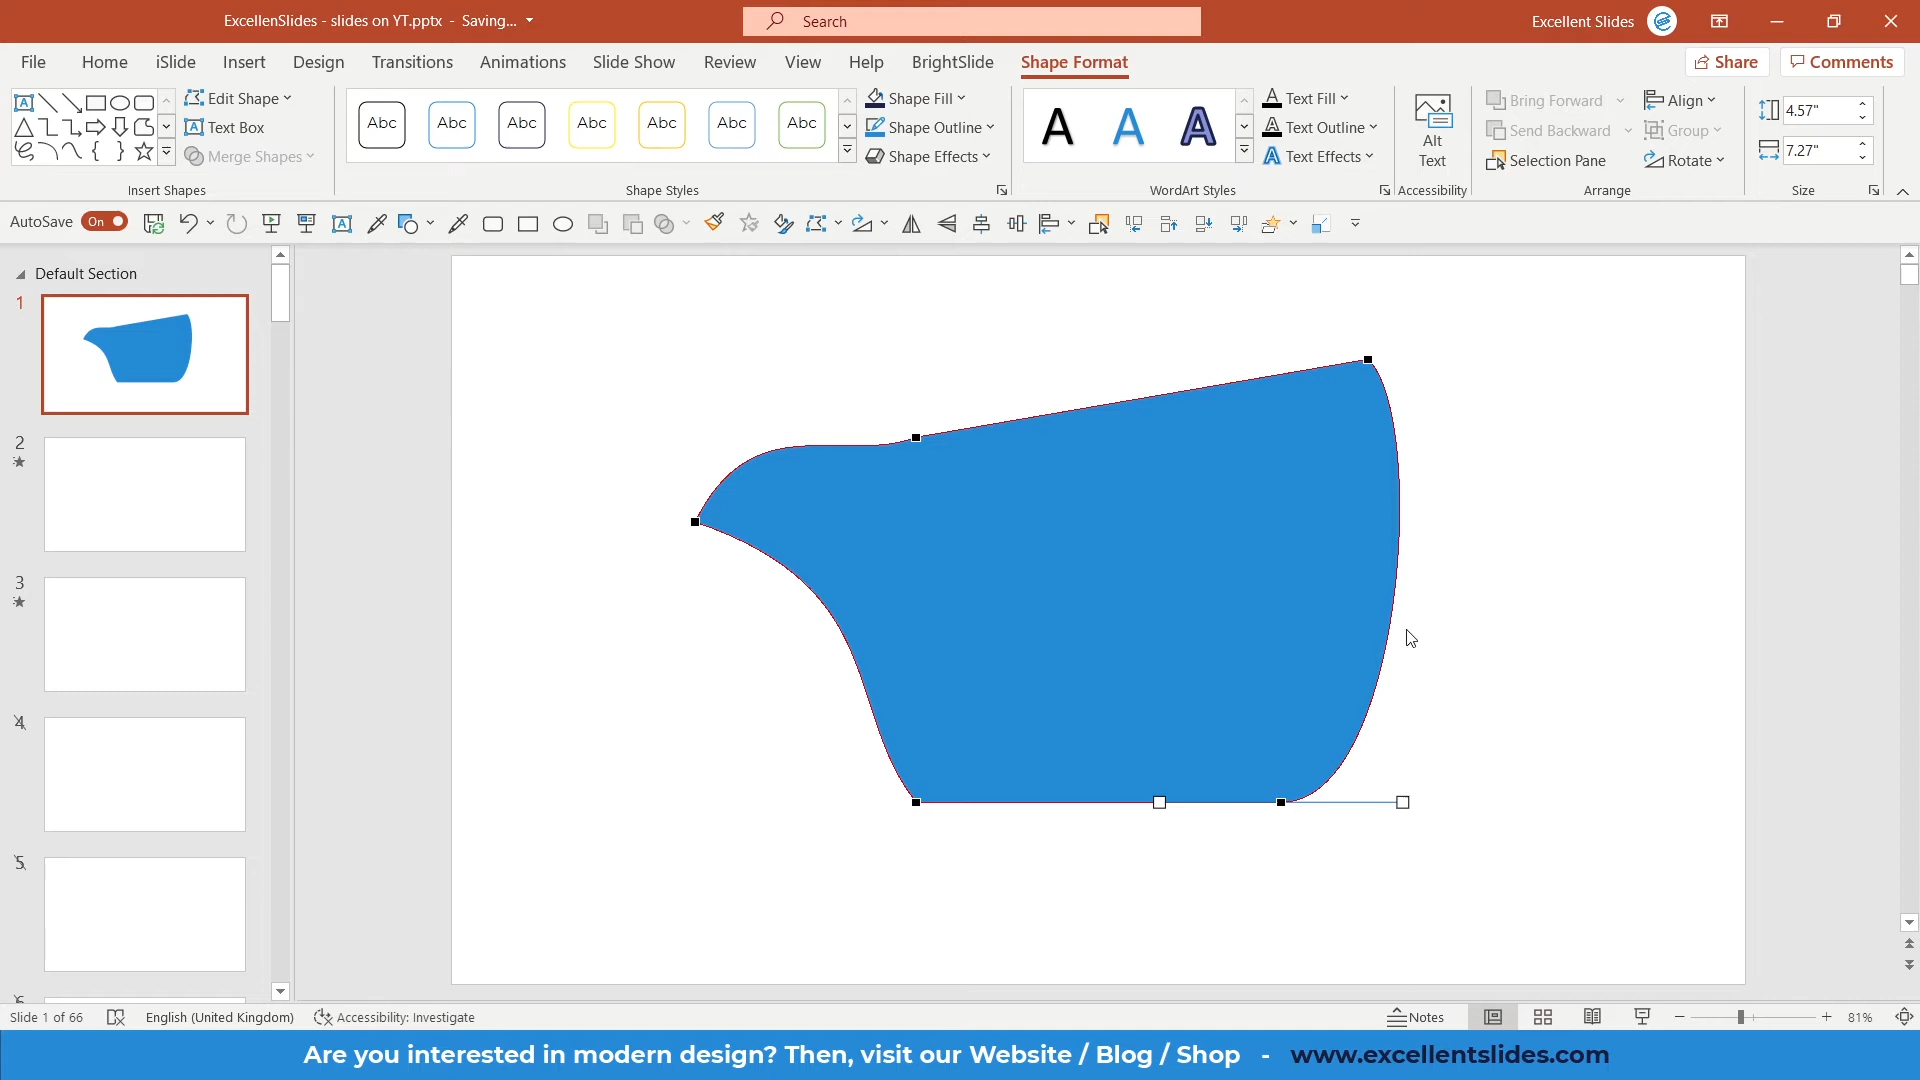 ExcellenSlides - slides on YT.pptx - Saving...
Search
Excellent Slides
File Home iSlide Insert Design Transitions Animations Slide Show Review View Help BrightSlide Shape Format
Share
Comments
Edit Shape
Text Box
Merge Shapes
Insert Shapes
Abc Abc Abc Abc Abc Abc Abc
Shape Fill
Shape Outline
Shape Effects
Shape Styles
A A A
Text Fill
Text Outline
Text Effects
WordArt Styles
Alt
Text
Accessibility
Bring Forward
Send Backward
Selection Pane
Align
Group
Rotate
Arrange
4.57"
7.27"
Size
AutoSave On
Default Section
1
2
3
4
5
6
Slide 1 of 66
English (United Kingdom)
Accessibility: Investigate
Notes
81%
Are you interested in modern design? Then, visit our Website / Blog / Shop - www.excellentslides.com